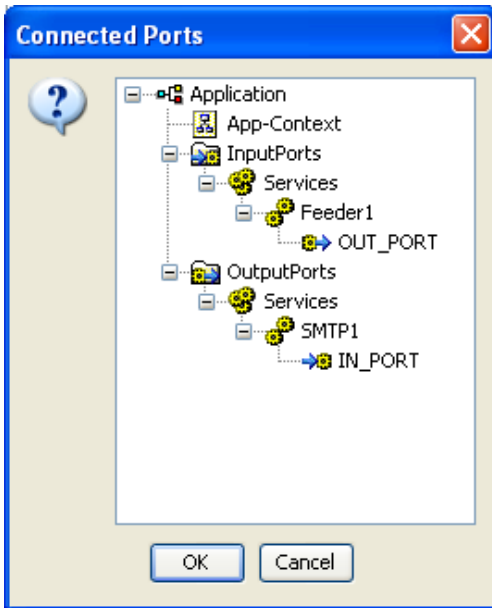 Connected Ports
Application
App-Context
InputPorts
Services
Feeder1
OUT_PORT
OutputPorts
Services
SMTP1
IN_PORT
OK
Cancel